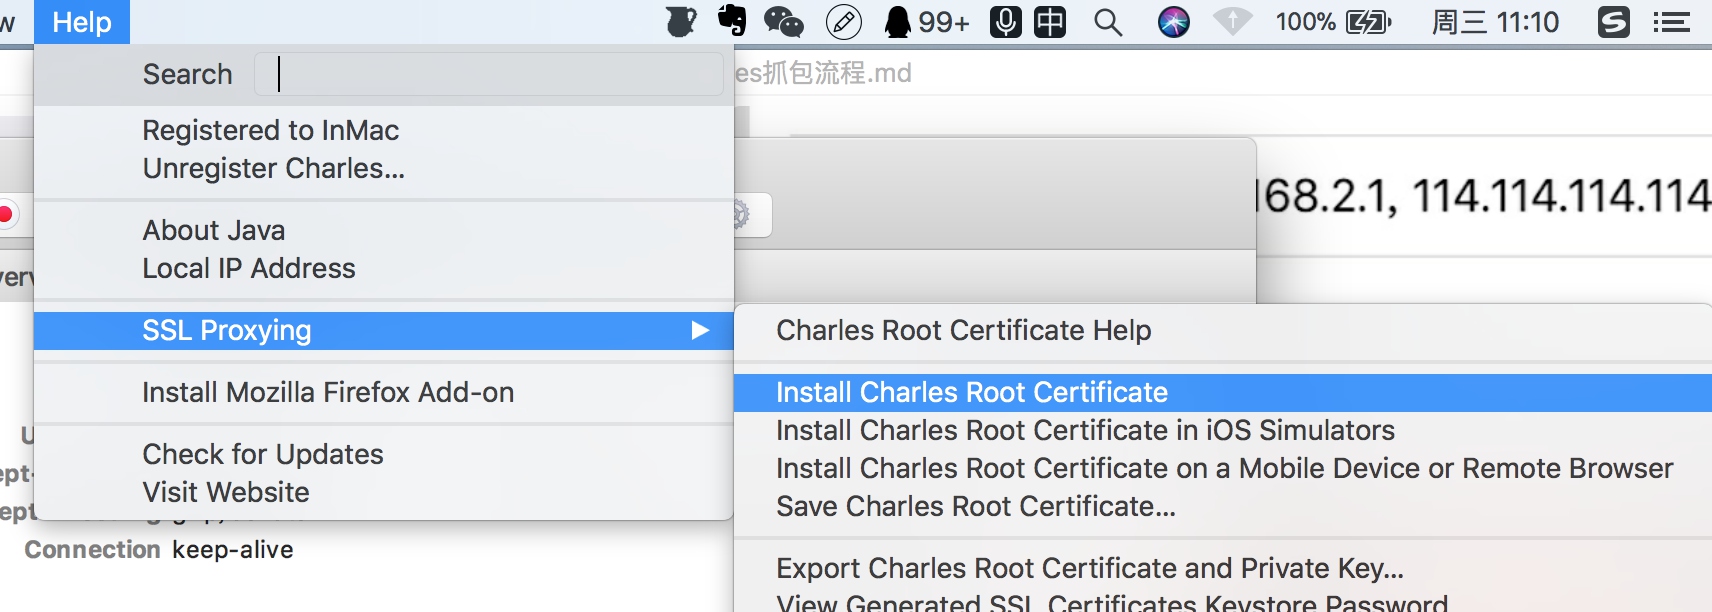 w Help 99+ 中 100% 周三 11:10
Search
es抓包流程.md
Registered to InMac
Unregister Charles...
168.2.1, 114.114.114.114
About Java
Local IP Address
SSL Proxying
Charles Root Certificate Help
Install Mozilla Firefox Add-on
Install Charles Root Certificate
Install Charles Root Certificate in iOS Simulators
Check for Updates
Install Charles Root Certificate on a Mobile Device or Remote Browser
Visit Website
Save Charles Root Certificate...
Connection keep-alive
Export Charles Root Certificate and Private Key...
View Generated SSL Certificates Keystore Password